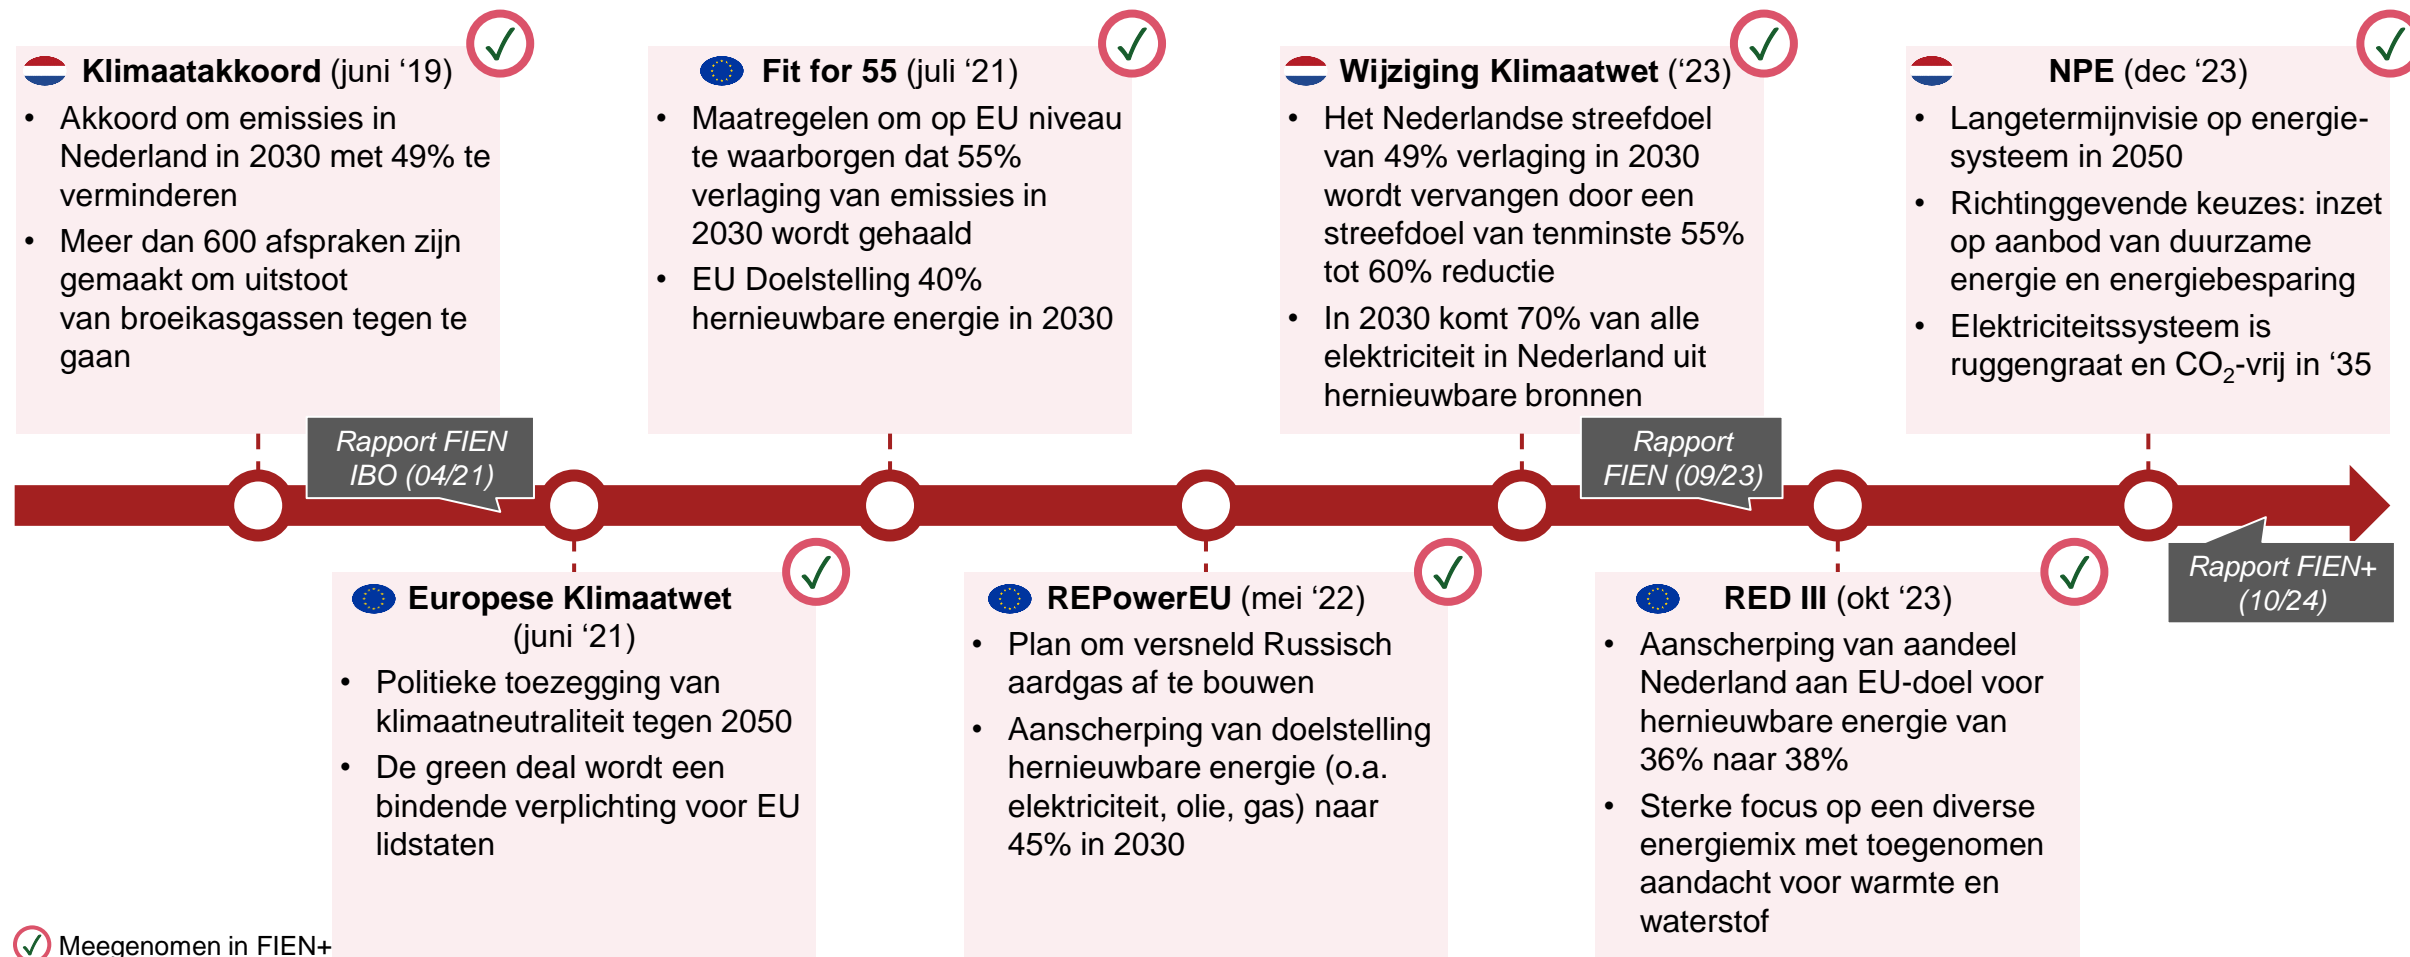 Klimaatakkoord (juni ‘19)
• Akkoord om emissies in
Nederland in 2030 met 49% te
verminderen
• Meer dan 600 afspraken zijn
gemaakt om uitstoot
van broeikasgassen tegen te
gaan
Fit for 55 (juli ‘21)
• Maatregelen om op EU niveau
te waarborgen dat 55%
verlaging van emissies in
2030 wordt gehaald
• EU Doelstelling 40%
hernieuwbare energie in 2030
Wijziging Klimaatwet (‘23)
• Het Nederlandse streefdoel
van 49% verlaging in 2030
wordt vervangen door een
streefdoel van tenminste 55%
tot 60% reductie
• In 2030 komt 70% van alle
elektriciteit in Nederland uit
hernieuwbare bronnen
NPE (dec ‘23)
• Langetermijnvisie op energie-
systeem in 2050
• Richtinggevende keuzes: inzet
op aanbod van duurzame
energie en energiebesparing
• Elektriciteitssysteem is
ruggengraat en CO₂-vrij in ‘35
Rapport FIEN
IBO (04/21)
Rapport
FIEN (09/23)
Rapport FIEN+
(10/24)
Europese Klimaatwet
(juni ‘21)
• Politieke toezegging van
klimaatneutraliteit tegen 2050
• De green deal wordt een
bindende verplichting voor EU
lidstaten
REPowerEU (mei ‘22)
• Plan om versneld Russisch
aardgas af te bouwen
• Aanscherping van doelstelling
hernieuwbare energie (o.a.
elektriciteit, olie, gas) naar
45% in 2030
RED III (okt ‘23)
• Aanscherping van aandeel
Nederland aan EU-doel voor
hernieuwbare energie van
36% naar 38%
• Sterke focus op een diverse
energiemix met toegenomen
aandacht voor warmte en
waterstof
Meegenomen in FIEN+